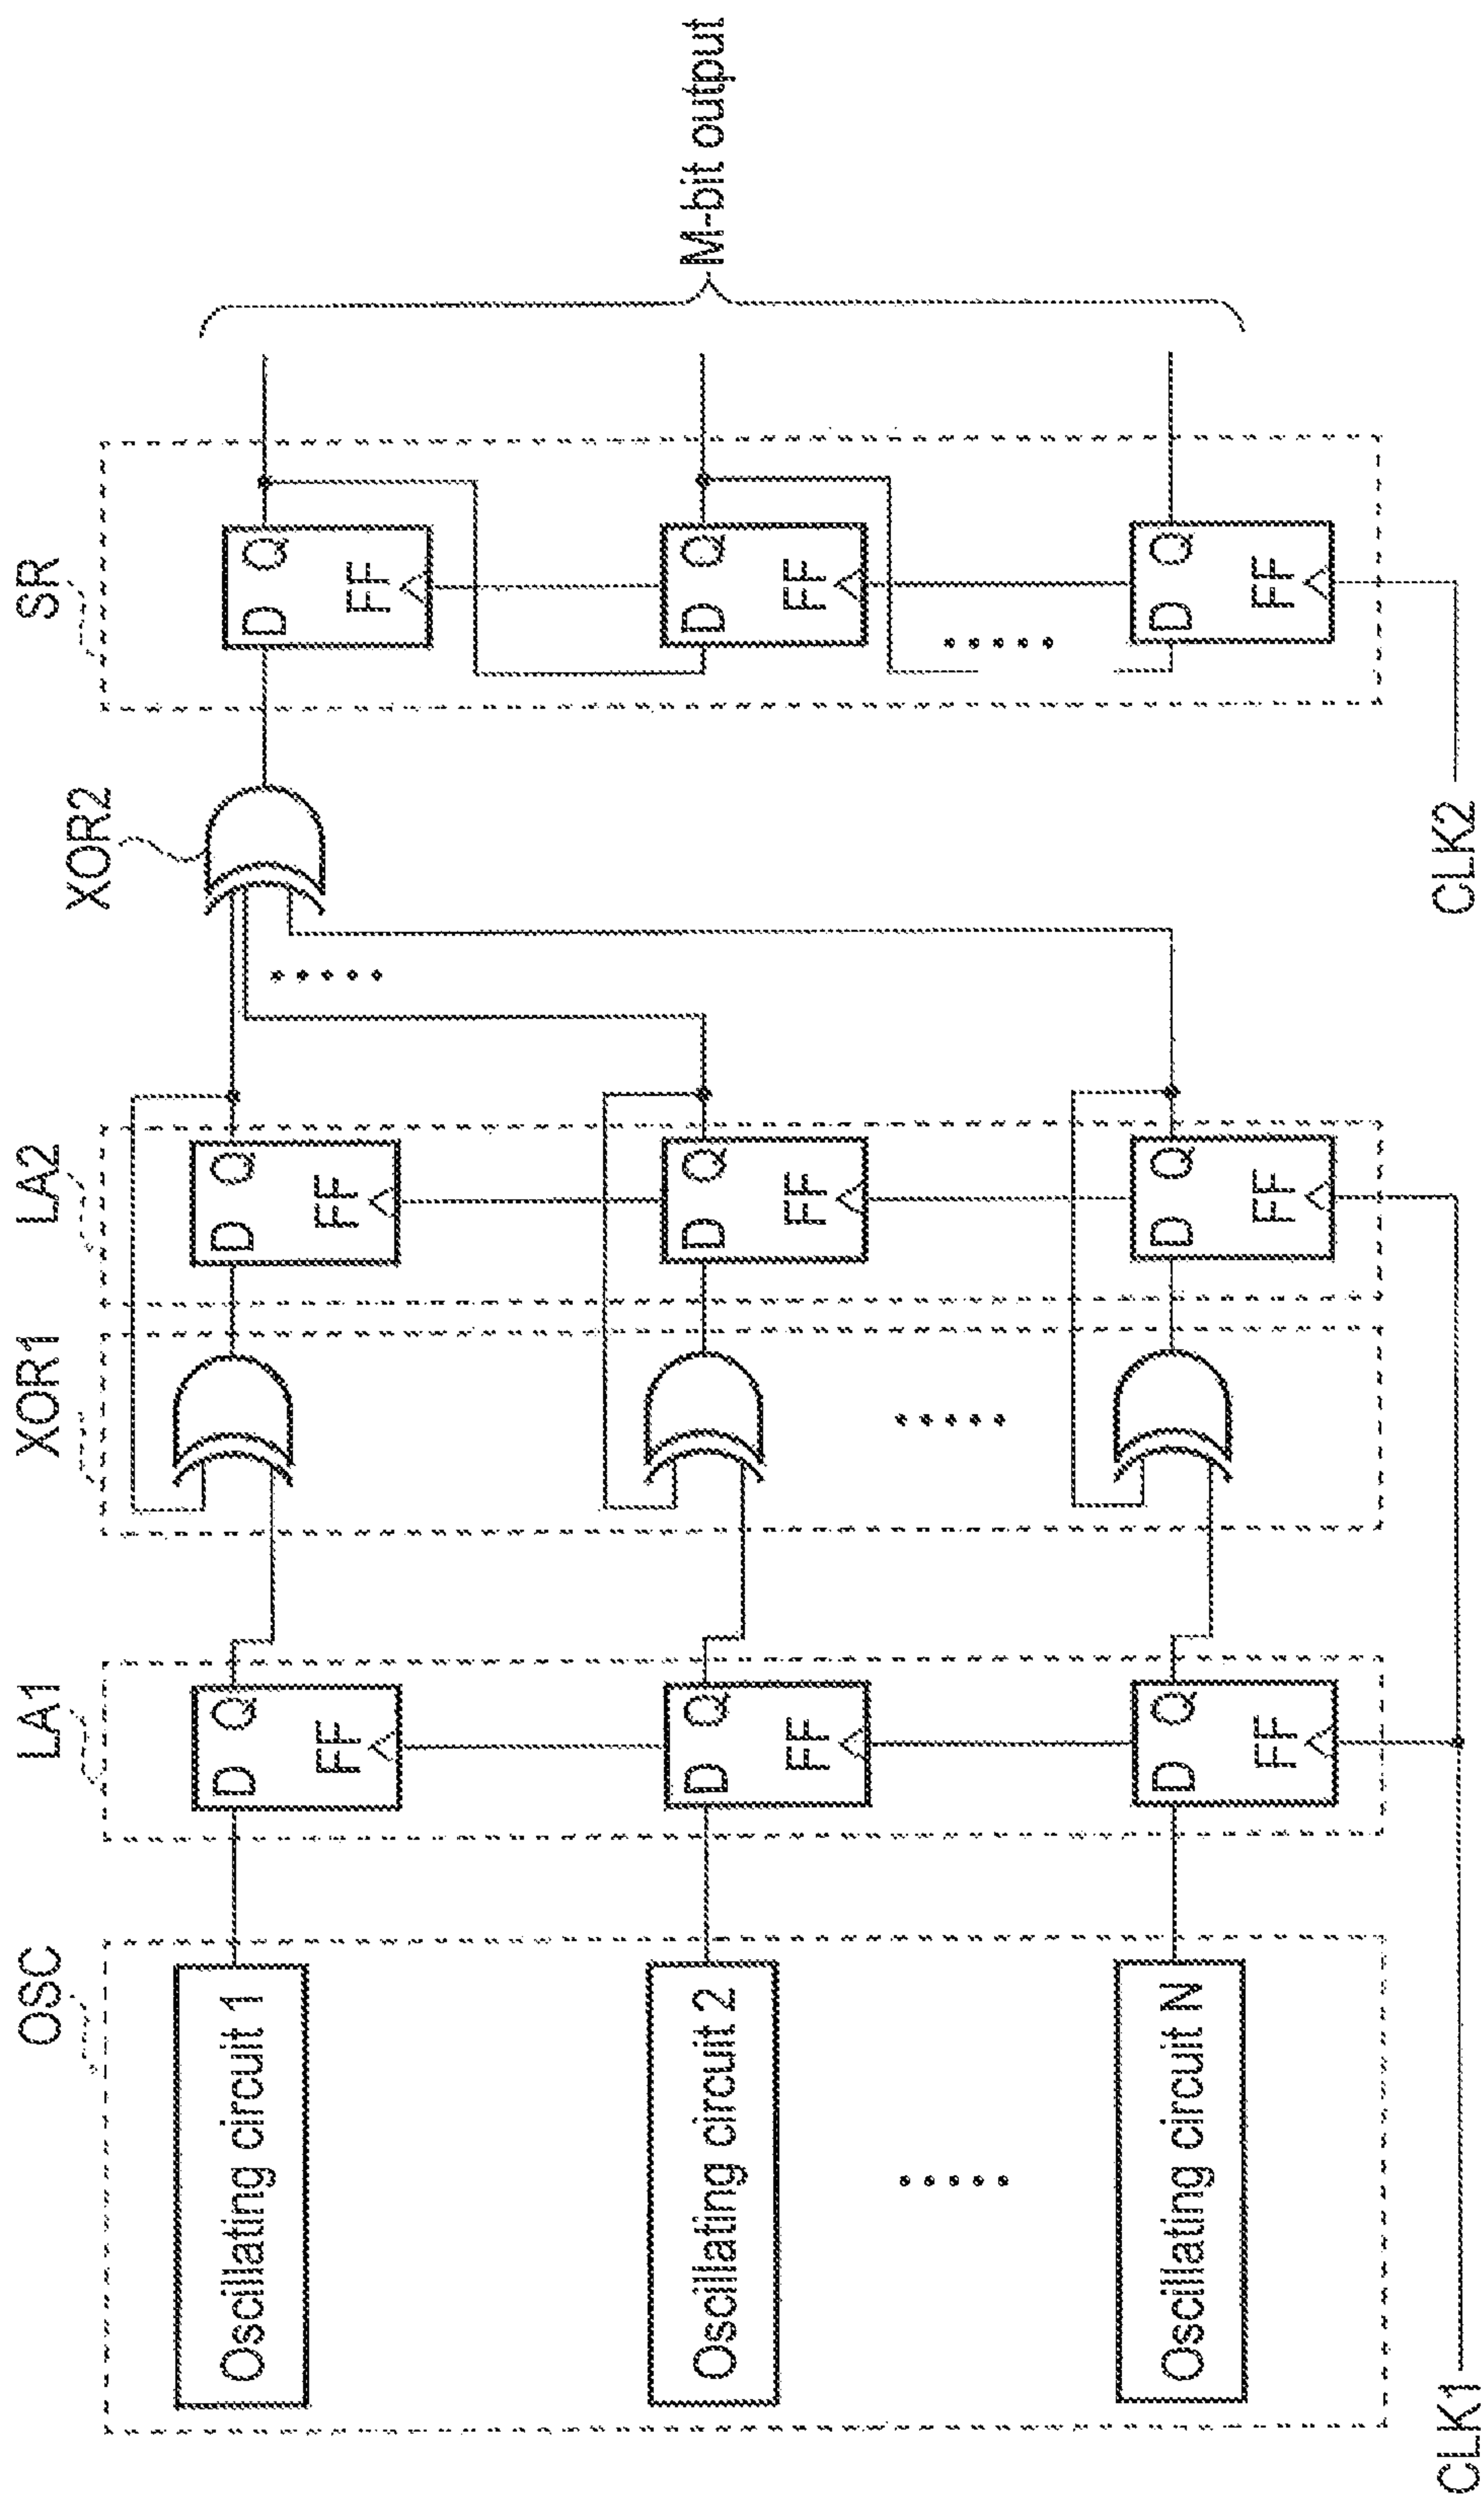 OSC
LA1
XOR1
LA2
XOR2
SR
Oscillating circuit 1
D Q
FF
D Q
FF
D Q
FF
Oscillating circuit 2
D Q
FF
D Q
FF
D Q
FF
M-bit output
Oscillating circuit N
D Q
FF
D Q
FF
D Q
FF
CLK1
CLK2